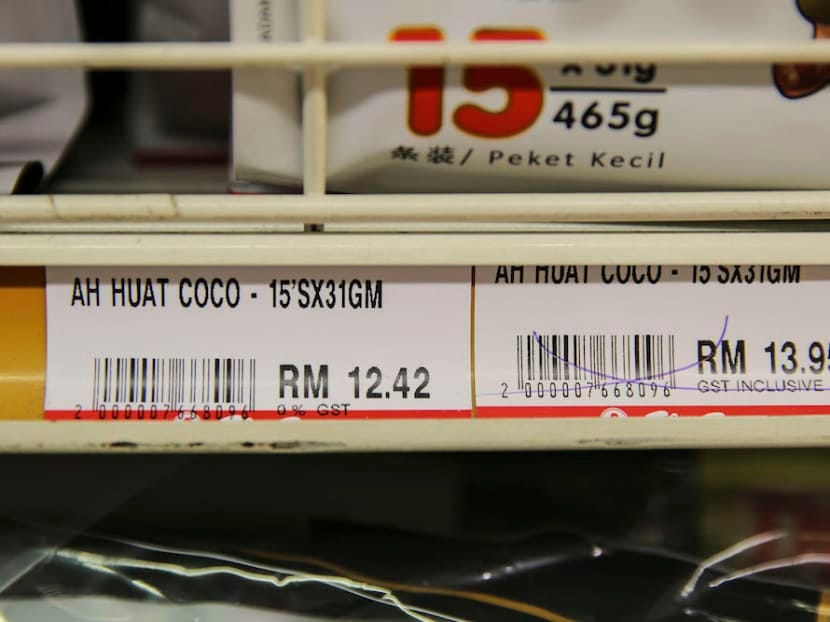 15
x 31g
465g
条装/ Peket Kecil
AH HUAT COCO - 15'SX31GM
RM 12.42
2 000007 668096
0% GST
AH HUAT COCO - 15'SX31GM
RM 13.95
2 000007 668096
GST INCLUSIVE